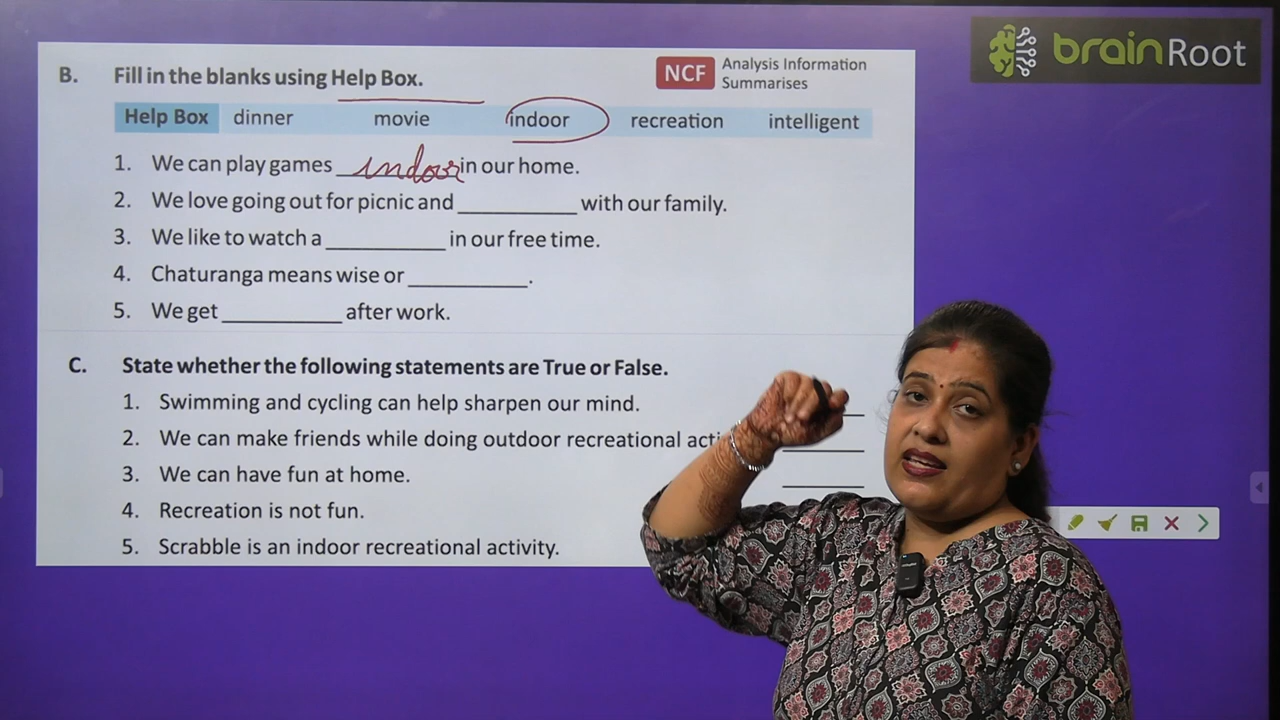 brainRoot
B. Fill in the blanks using Help Box.
NCF Analysis Information
Summarises
Help Box dinner movie indoor recreation intelligent
1. We can play games indoor in our home.
2. We love going out for picnic and __________ with our family.
3. We like to watch a __________ in our free time.
4. Chaturanga means wise or __________.
5. We get __________ after work.
C. State whether the following statements are True or False.
1. Swimming and cycling can help sharpen our mind.
2. We can make friends while doing outdoor recreational
3. We can have fun at home.
4. Recreation is not fun.
5. Scrabble is an indoor recreational activity.